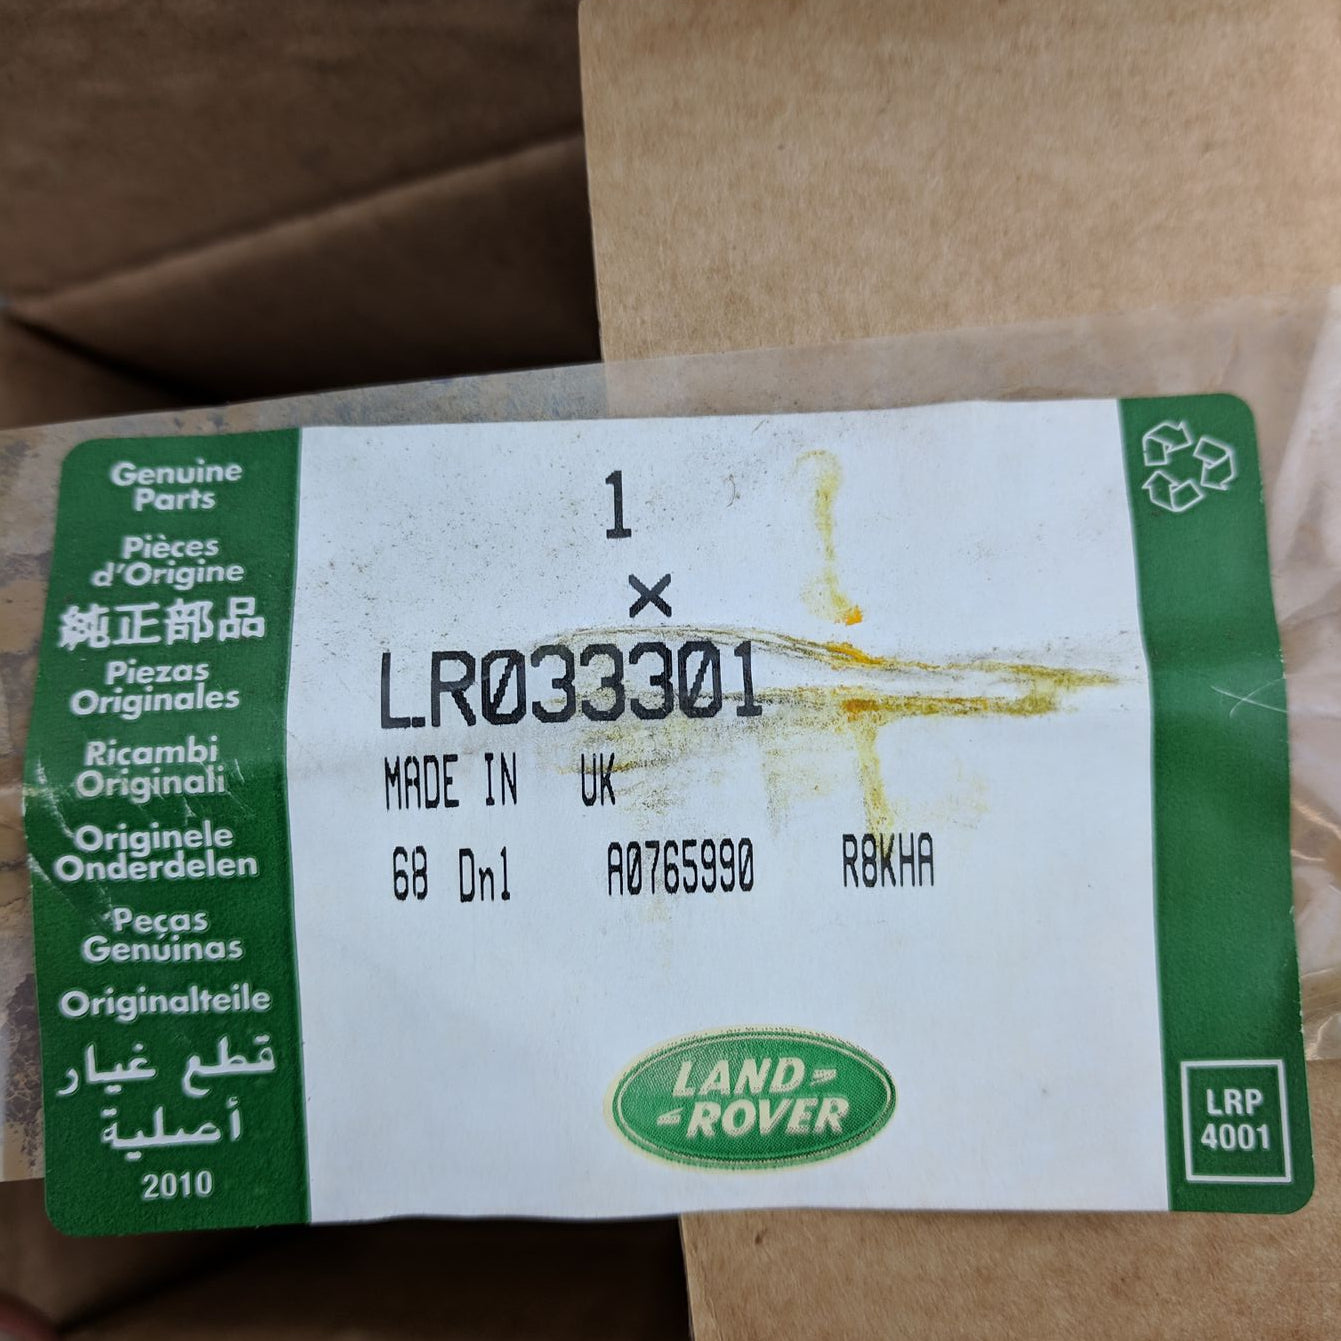 Genuine
Parts
Pièces
d'Origine
純正部品
Piezas
Originales
Ricambi
Originali
Originele
Onderdelen
Peças
Genúinas
Originalteile
قطع غيار
أصلية
2010
1
×
LR033301
MADE IN UK
68 Dn1 A0765990 R8KHA
LAND
ROVER
LRP
4001